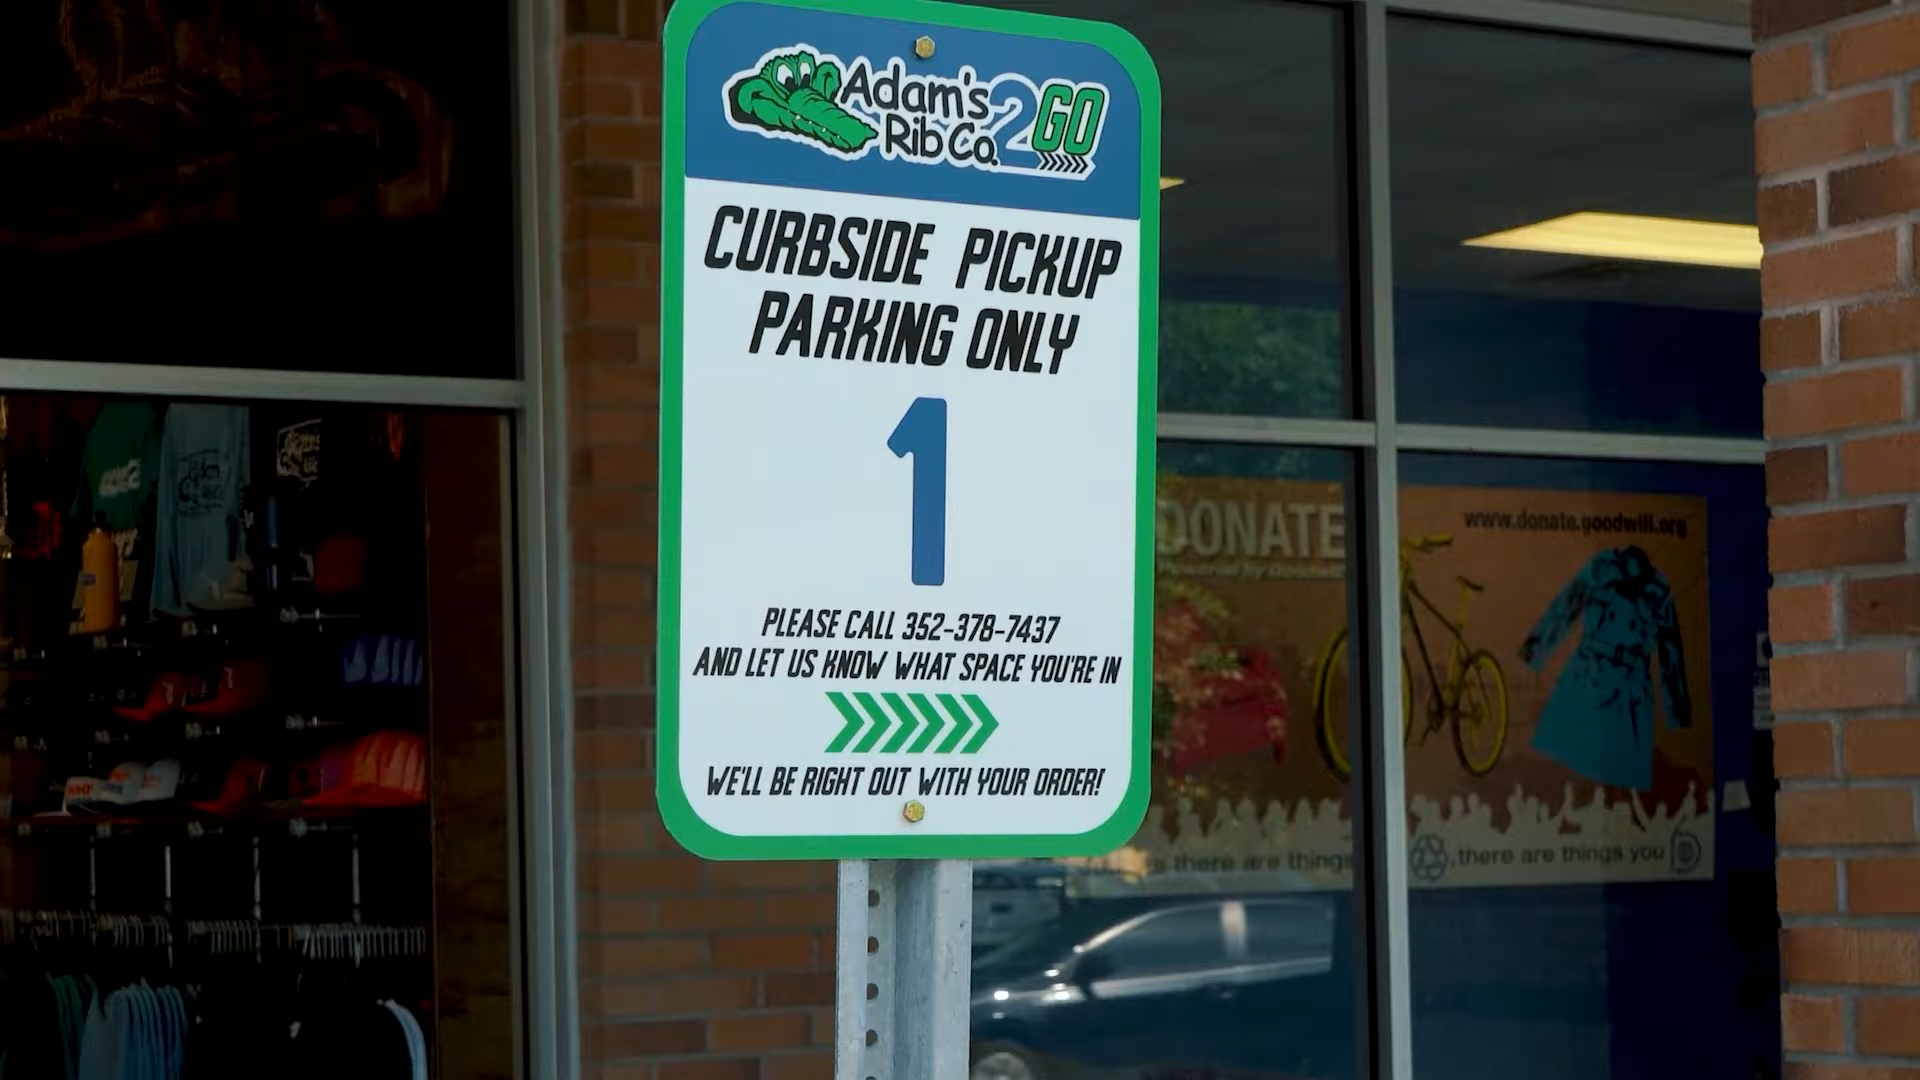 Adam's
Rib Co. 2GO
CURBSIDE PICKUP
PARKING ONLY
1
PLEASE CALL 352-378-7437
AND LET US KNOW WHAT SPACE YOU'RE IN
WE'LL BE RIGHT OUT WITH YOUR ORDER!
DONATE
www.donate.goodwill.org
there are things
there are things you